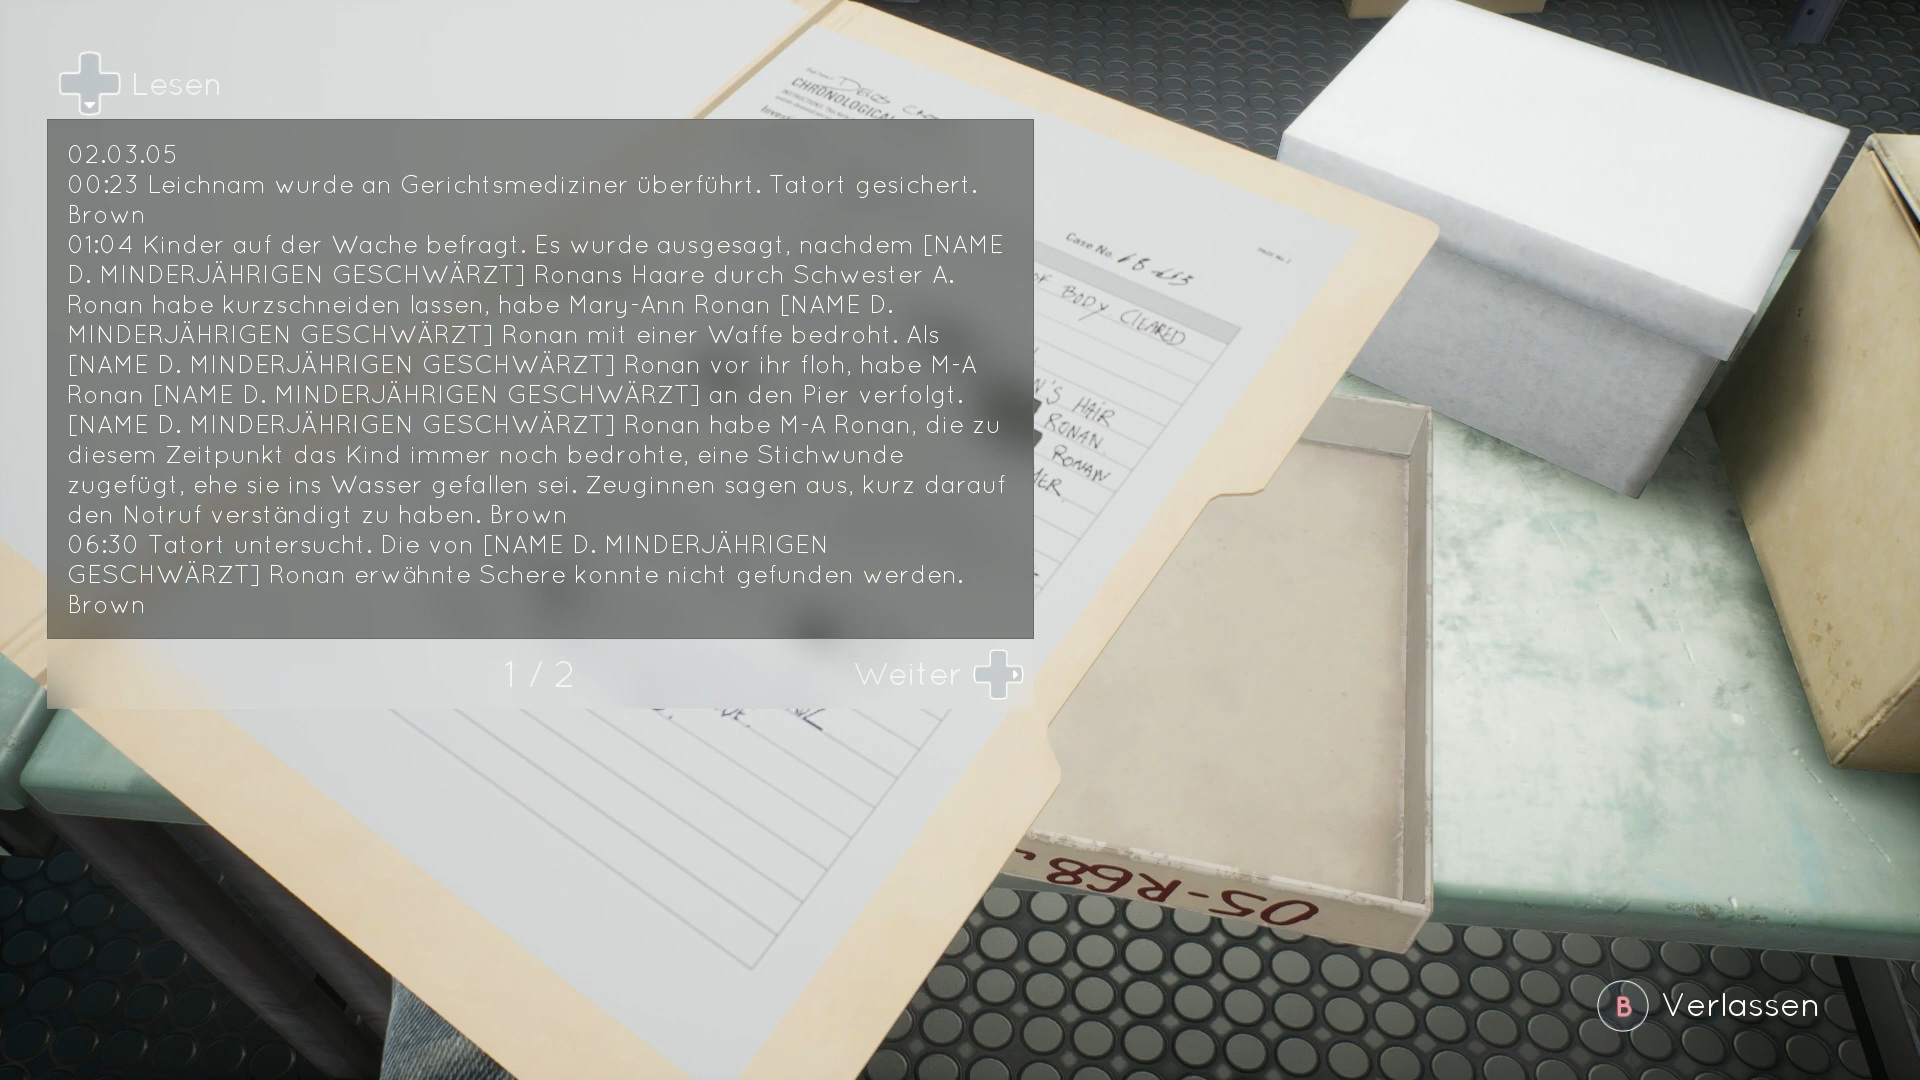 Lesen
02.03.05
00:23 Leichnam wurde an Gerichtsmediziner überführt. Tatort gesichert.
Brown
01:04 Kinder auf der Wache befragt. Es wurde ausgesagt, nachdem [NAME
D. MINDERJÄHRIGEN GESCHWÄRZT] Ronans Haare durch Schwester A.
Ronan habe kurzschneiden lassen, habe Mary-Ann Ronan [NAME D.
MINDERJÄHRIGEN GESCHWÄRZT] Ronan mit einer Waffe bedroht. Als
[NAME D. MINDERJÄHRIGEN GESCHWÄRZT] Ronan vor ihr floh, habe M-A
Ronan [NAME D. MINDERJÄHRIGEN GESCHWÄRZT] an den Pier verfolgt.
[NAME D. MINDERJÄHRIGEN GESCHWÄRZT] Ronan habe M-A Ronan, die zu
diesem Zeitpunkt das Kind immer noch bedrohte, eine Stichwunde
zugefügt, ehe sie ins Wasser gefallen sei. Zeuginnen sagen aus, kurz darauf
den Notruf verständigt zu haben. Brown
06:30 Tatort untersucht. Die von [NAME D. MINDERJÄHRIGEN
GESCHWÄRZT] Ronan erwähnte Schere konnte nicht gefunden werden.
Brown
1 / 2
Weiter
CHRONOLOGICAL
Case No.
OF BODY CLEARED
N'S HAIR
RONAN.
RONAN
05-R68
B Verlassen